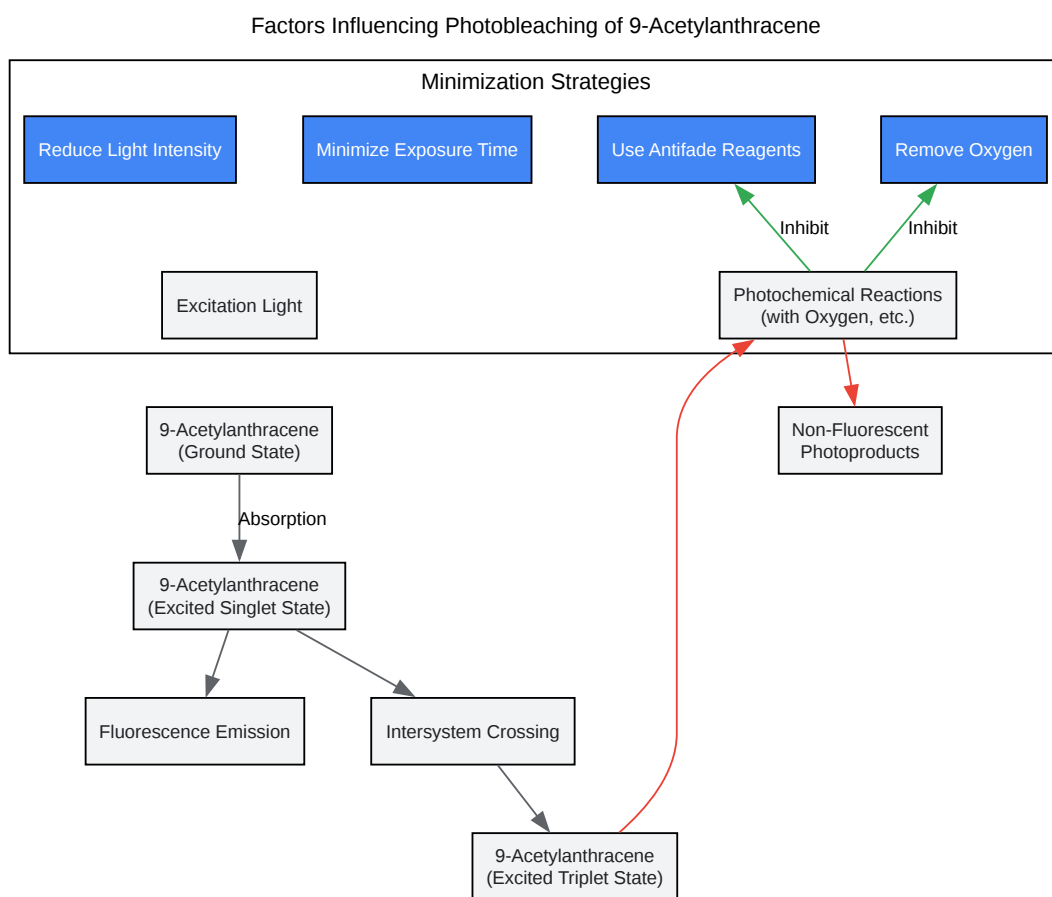 Factors Influencing Photobleaching of 9-Acetylanthracene
Minimization Strategies
Reduce Light Intensity
Minimize Exposure Time
Use Antifade Reagents
Remove Oxygen
Inhibit
Inhibit
Excitation Light
Photochemical Reactions
(with Oxygen, etc.)
9-Acetylanthracene
(Ground State)
Non-Fluorescent
Photoproducts
Absorption
9-Acetylanthracene
(Excited Singlet State)
Fluorescence Emission
Intersystem Crossing
9-Acetylanthracene
(Excited Triplet State)